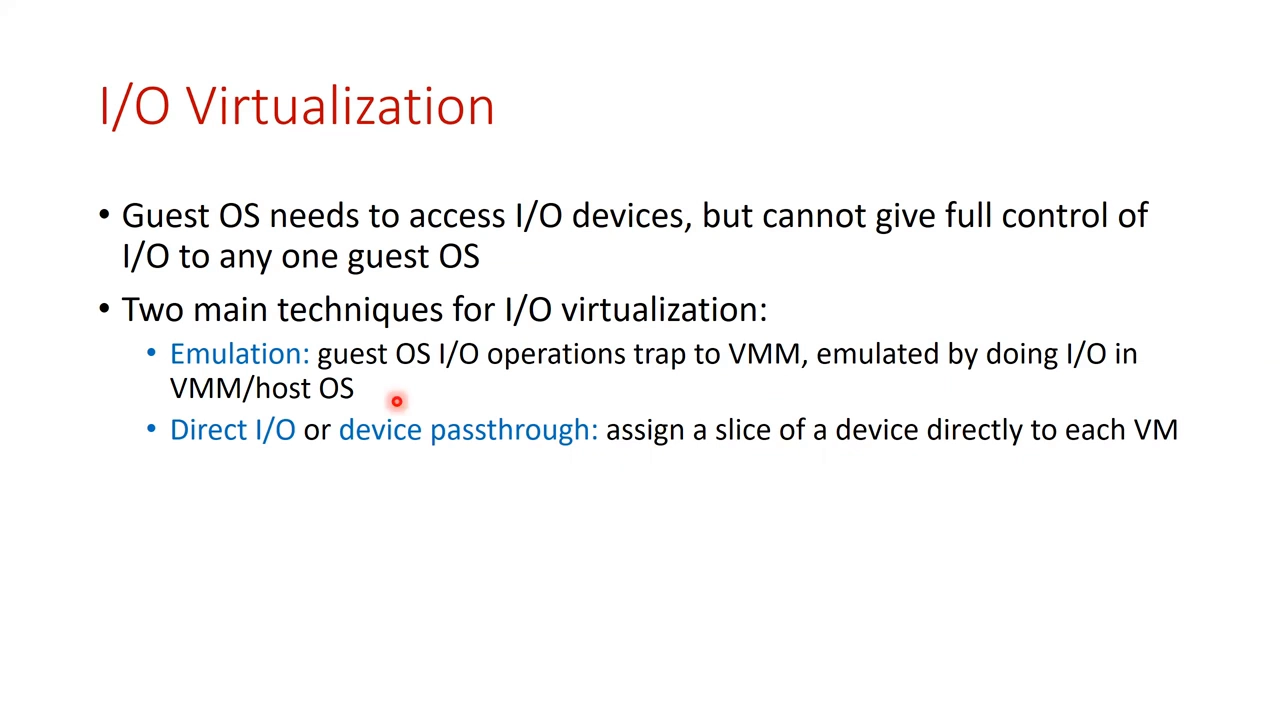 I/O Virtualization
• Guest OS needs to access I/O devices, but cannot give full control of
I/O to any one guest OS
• Two main techniques for I/O virtualization:
• Emulation: guest OS I/O operations trap to VMM, emulated by doing I/O in
VMM/host OS
• Direct I/O or device passthrough: assign a slice of a device directly to each VM